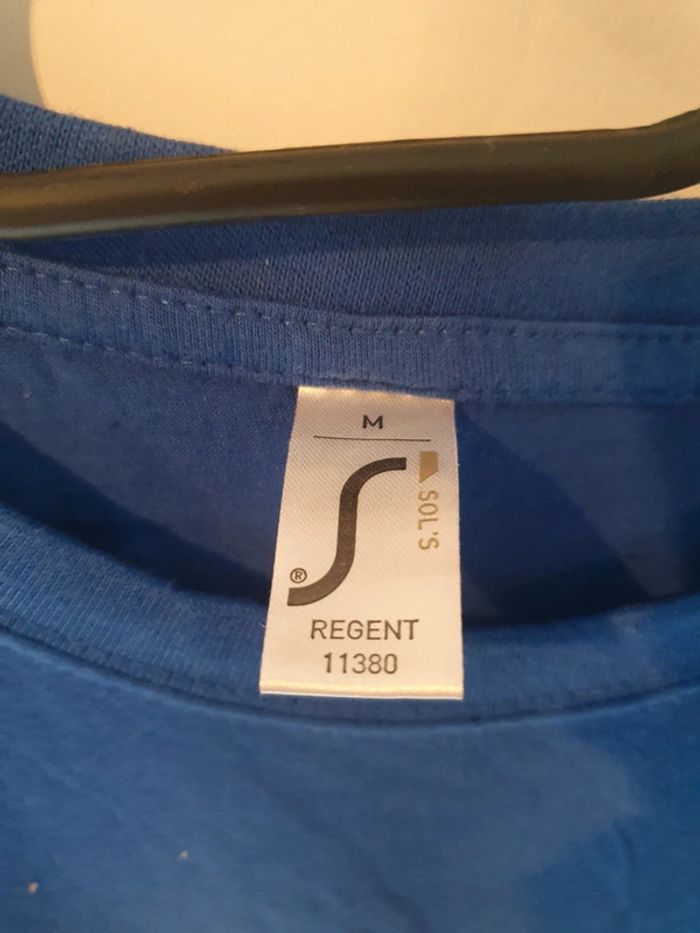 M
SOL'S
®
REGENT
11380